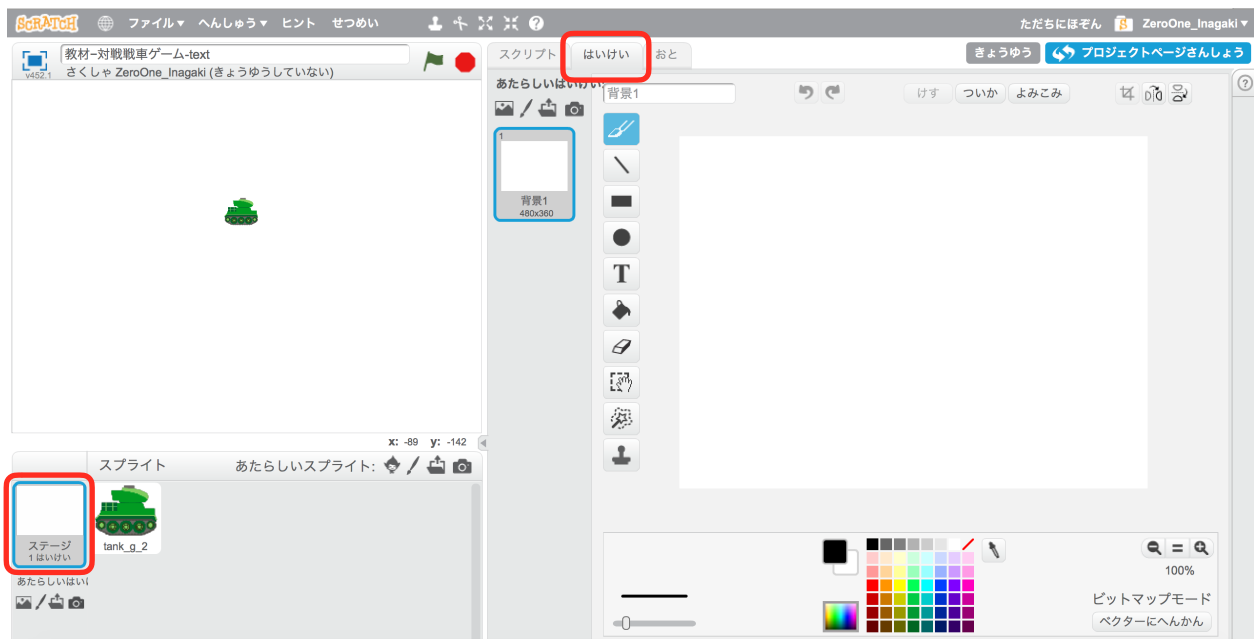 SCRATCH ファイル▼ へんしゅう▼ ヒント せつめい ただちにほぞん S ZeroOne_Inagaki▼
v452.1 教材–対戦戦車ゲーム-text
さくしゃ ZeroOne_Inagaki (きょうゆうしていない)
スクリプト はいけい おと きょうゆう プロジェクトページさんしょう
あたらしいはいけい:
背景1 けす ついか よみこみ
1
背景1
480x360
T
x: -89 y: -142
スプライト あたらしいスプライト:
ステージ
1 はいけい
tank_g_2
あたらしいはい
100%
ビットマップモード
ベクターにへんかん